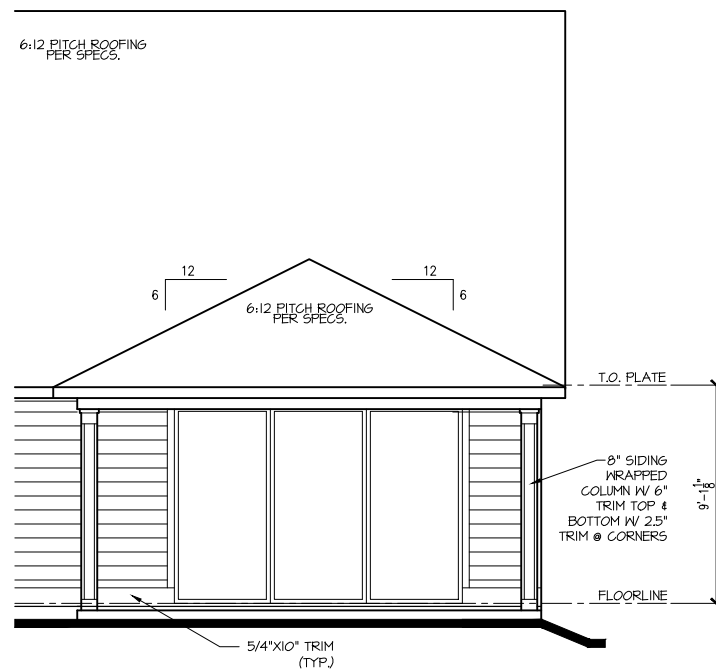 6:12 PITCH ROOFING
PER SPECS.
12
12
6
6
6:12 PITCH ROOFING
PER SPECS.
T.O. PLATE
8" SIDING
WRAPPED
COLUMN W/ 6"
TRIM TOP &
BOTTOM W/ 2.5"
TRIM @ CORNERS
9'-1 1/8"
FLOORLINE
5/4"X10" TRIM
(TYP.)